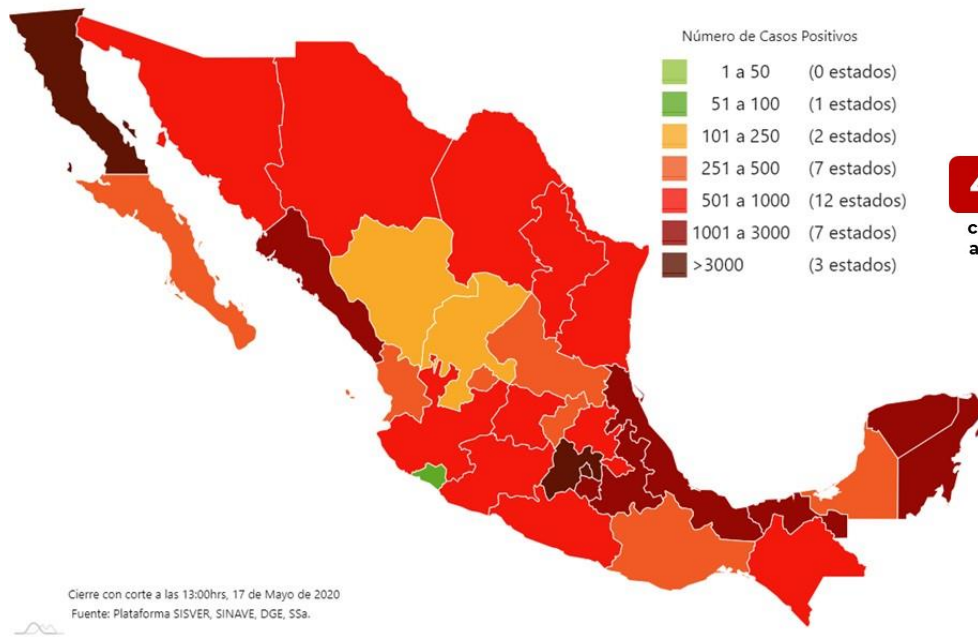 Número de Casos Positivos
1 a 50 (0 estados)
51 a 100 (1 estados)
101 a 250 (2 estados)
251 a 500 (7 estados)
501 a 1000 (12 estados)
1001 a 3000 (7 estados)
>3000 (3 estados)
Cierre con corte a las 13:00hrs, 17 de Mayo de 2020
Fuente: Plataforma SISVER, SINAVE, DGE, SSa.